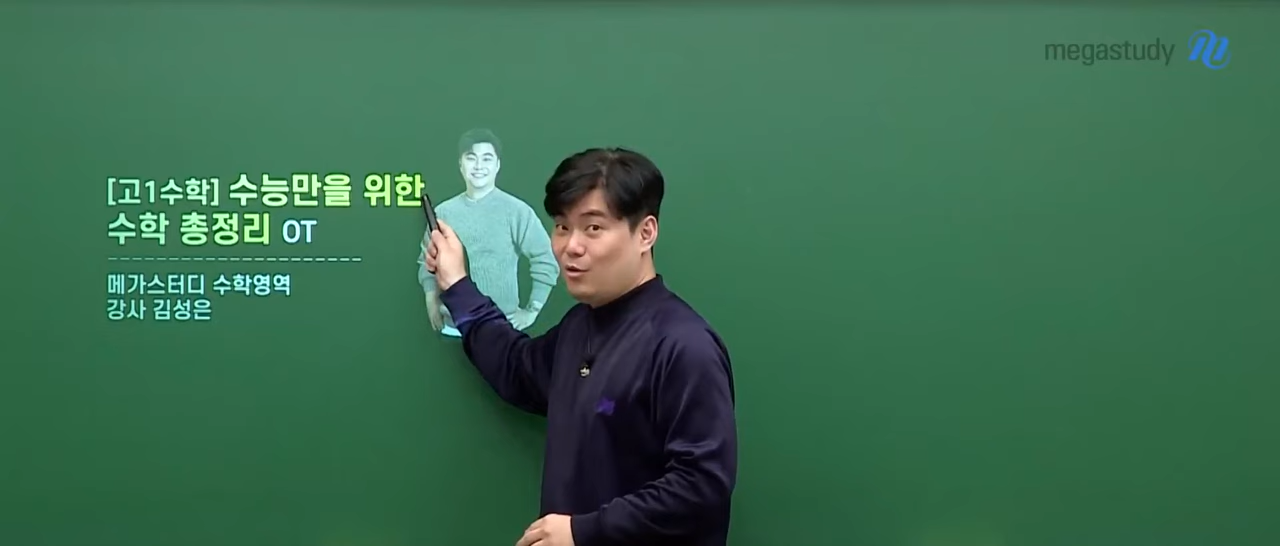 megastudy
[고1수학] 수능만을 위한
수학 총정리 OT
메가스터디 수학영역
강사 김성은